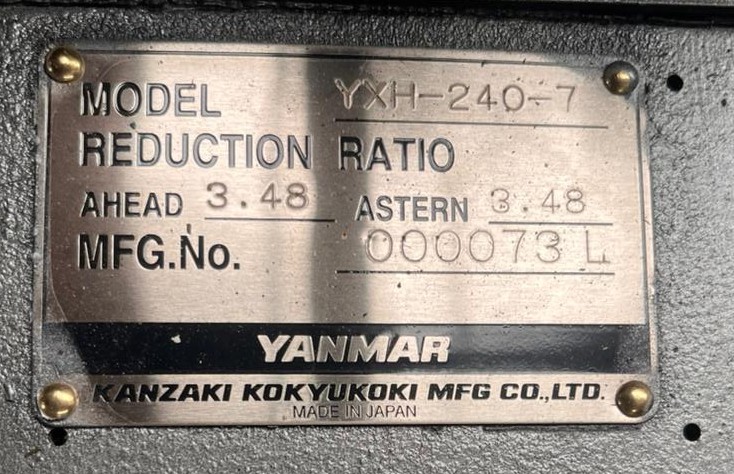 MODEL YXH-240-7
REDUCTION RATIO
AHEAD 3.48 ASTERN 3.48
MFG.No. 000073 L
YANMAR
KANZAKI KOKYUKOKI MFG CO.,LTD.
MADE IN JAPAN